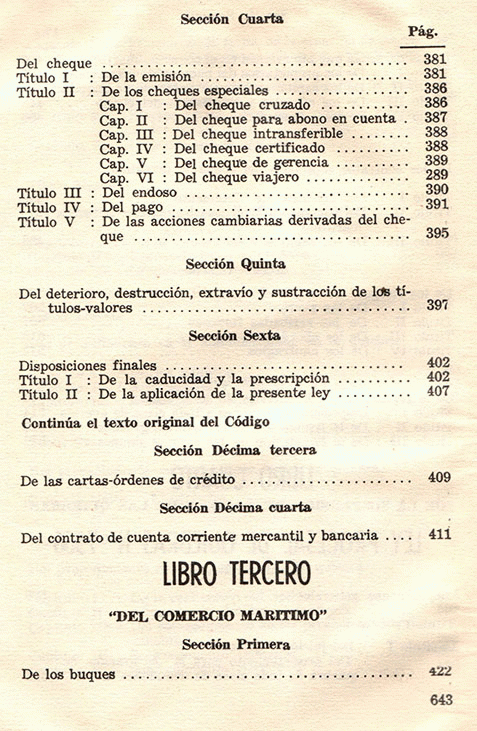 Sección Cuarta
Pág.
Del cheque ........................................ 381
Título I : De la emisión ............................ 381
Título II : De los cheques especiales ................ 386
Cap. I : Del cheque cruzado ............ 386
Cap. II : Del cheque para abono en cuenta . 387
Cap. III : Del cheque intransferible ........ 388
Cap. IV : Del cheque certificado ......... 388
Cap. V : Del cheque de gerencia .......... 389
Cap. VI : Del cheque viajero .............. 289
Título III : Del endoso .............................. 390
Título IV : Del pago ................................ 391
Título V : De las acciones cambiarias derivadas del che-
que .................................... 395
Sección Quinta
Del deterioro, destrucción, extravío y sustracción de los tí-
tulos-valores .................................... 397
Sección Sexta
Disposiciones finales ................................ 402
Título I : De la caducidad y la prescripción .......... 402
Título II : De la aplicación de la presente ley .......... 407
Continúa el texto original del Código
Sección Décima tercera
De las cartas-órdenes de crédito ........................ 409
Sección Décima cuarta
Del contrato de cuenta corriente mercantil y bancaria .... 411
LIBRO TERCERO
"DEL COMERCIO MARITIMO"
Sección Primera
De los buques ...................................... 422
643